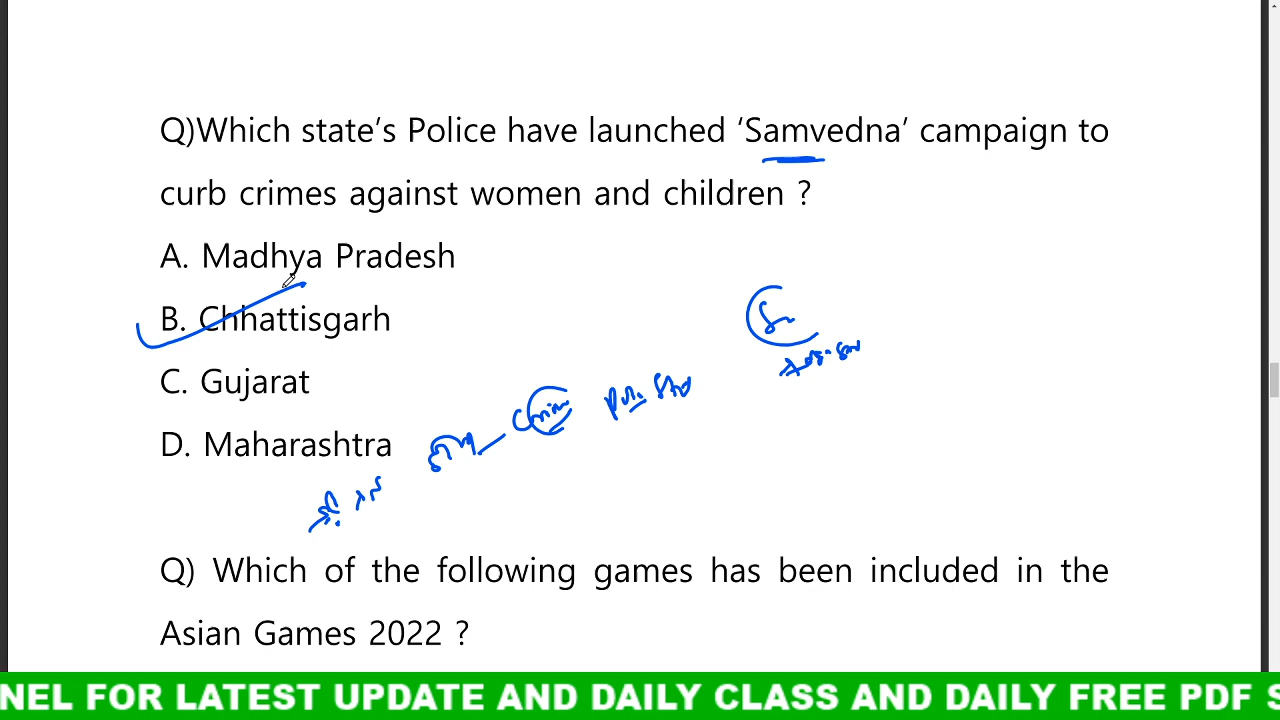 Q)Which state’s Police have launched ‘Samvedna’ campaign to
curb crimes against women and children ?
A. Madhya Pradesh
B. Chhattisgarh
C. Gujarat
D. Maharashtra
Q) Which of the following games has been included in the
Asian Games 2022 ?
NEL FOR LATEST UPDATE AND DAILY CLASS AND DAILY FREE PDF S